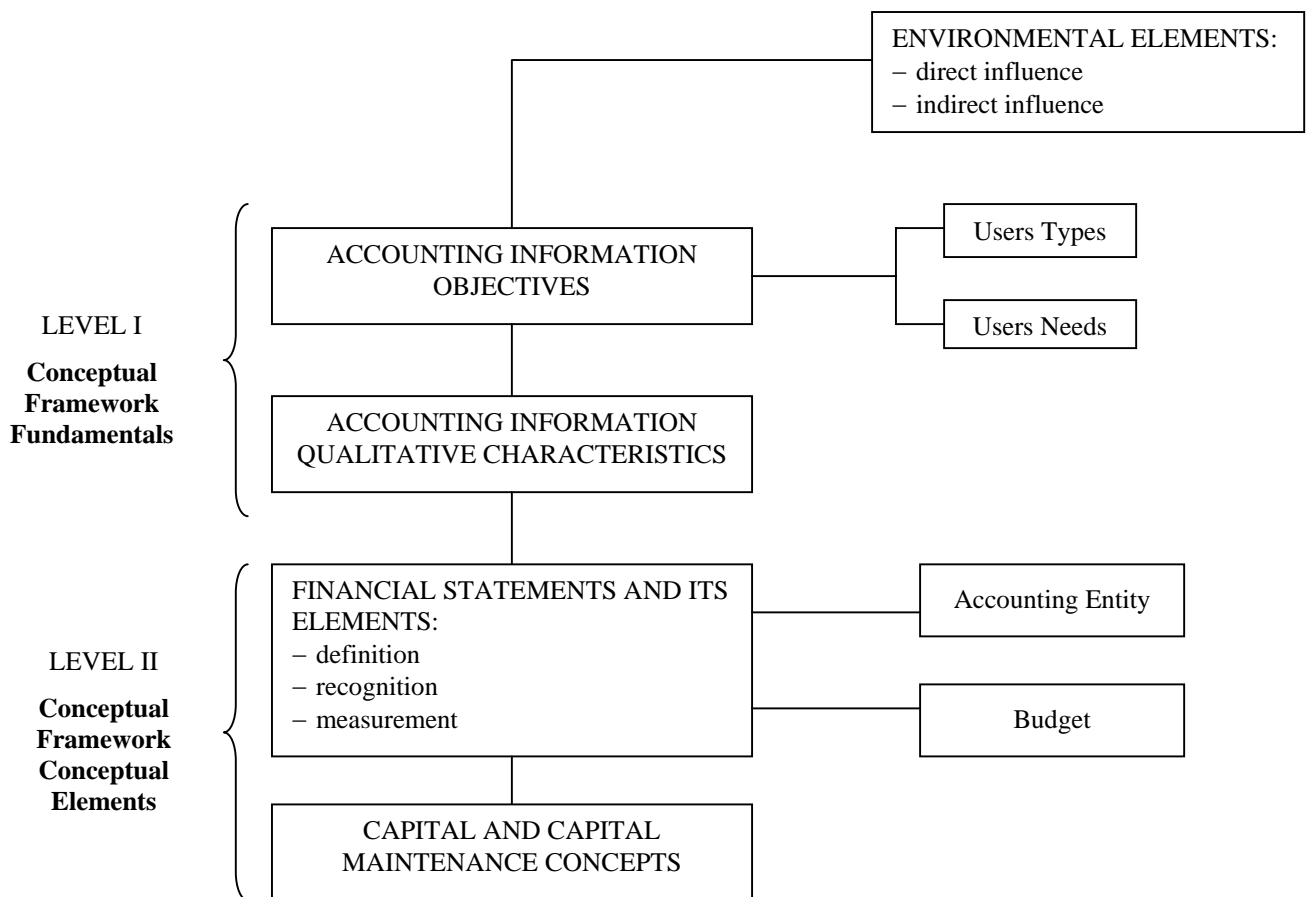 ENVIRONMENTAL ELEMENTS:
– direct influence
– indirect influence
LEVEL I
Conceptual
Framework
Fundamentals
ACCOUNTING INFORMATION
OBJECTIVES
Users Types
Users Needs
ACCOUNTING INFORMATION
QUALITATIVE CHARACTERISTICS
LEVEL II
Conceptual
Framework
Conceptual
Elements
FINANCIAL STATEMENTS AND ITS
ELEMENTS:
– definition
– recognition
– measurement
Accounting Entity
Budget
CAPITAL AND CAPITAL
MAINTENANCE CONCEPTS